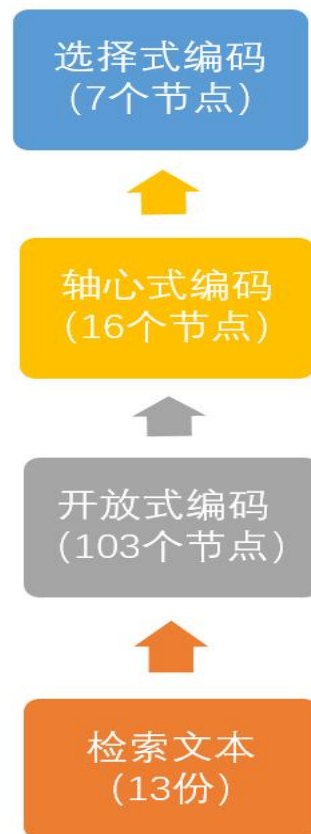 选择式编码
(7个节点)
轴心式编码
(16个节点)
开放式编码
(103个节点)
检索文本
(13份)